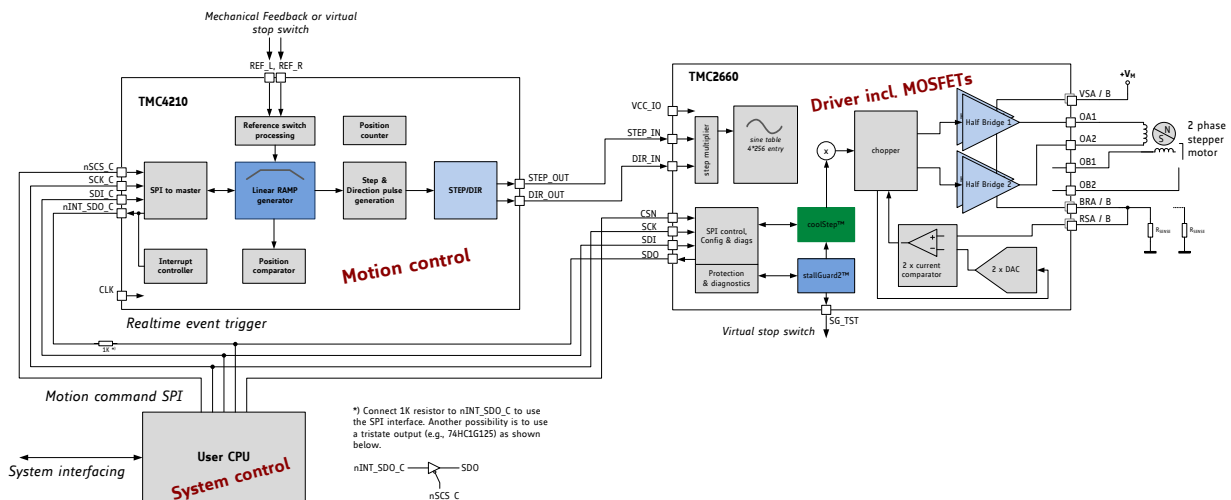 Mechanical Feedback or virtual
stop switch
REF_L, REF_R
TMC4210
Reference switch
processing
Position
counter
nSCS_C
SCK_C
SDI_C
nINT_SDO_C
SPI to master
Linear RAMP
generator
Step &
Direction pulse
generation
STEP/DIR
STEP_OUT
DIR_OUT
Interrupt
controller
Position
comparator
Motion control
CLK
Realtime event trigger
1K *)
Motion command SPI
User CPU
System control
System interfacing
*) Connect 1K resistor to nINT_SDO_C to use
the SPI interface. Another possibility is to use
a tristate output (e.g., 74HC1G125) as shown
below.
nINT_SDO_C
SDO
nSCS_C
TMC2660
Driver incl. MOSFETs
VCC_IO
STEP_IN
DIR_IN
step multiplier
sine table
4*256 entry
x
chopper
Half Bridge 1
Half Bridge 2
+VM
VSA / B
OA1
OA2
OB1
OB2
BRA / B
RSA / B
N
S
2 phase
stepper
motor
RSENSE
RSENSE
CSN
SCK
SDI
SDO
SPI control,
Config & diags
Protection
& diagnostics
coolStep™
stallGuard2™
2 x current
comparator
2 x DAC
SG_TST
Virtual stop switch